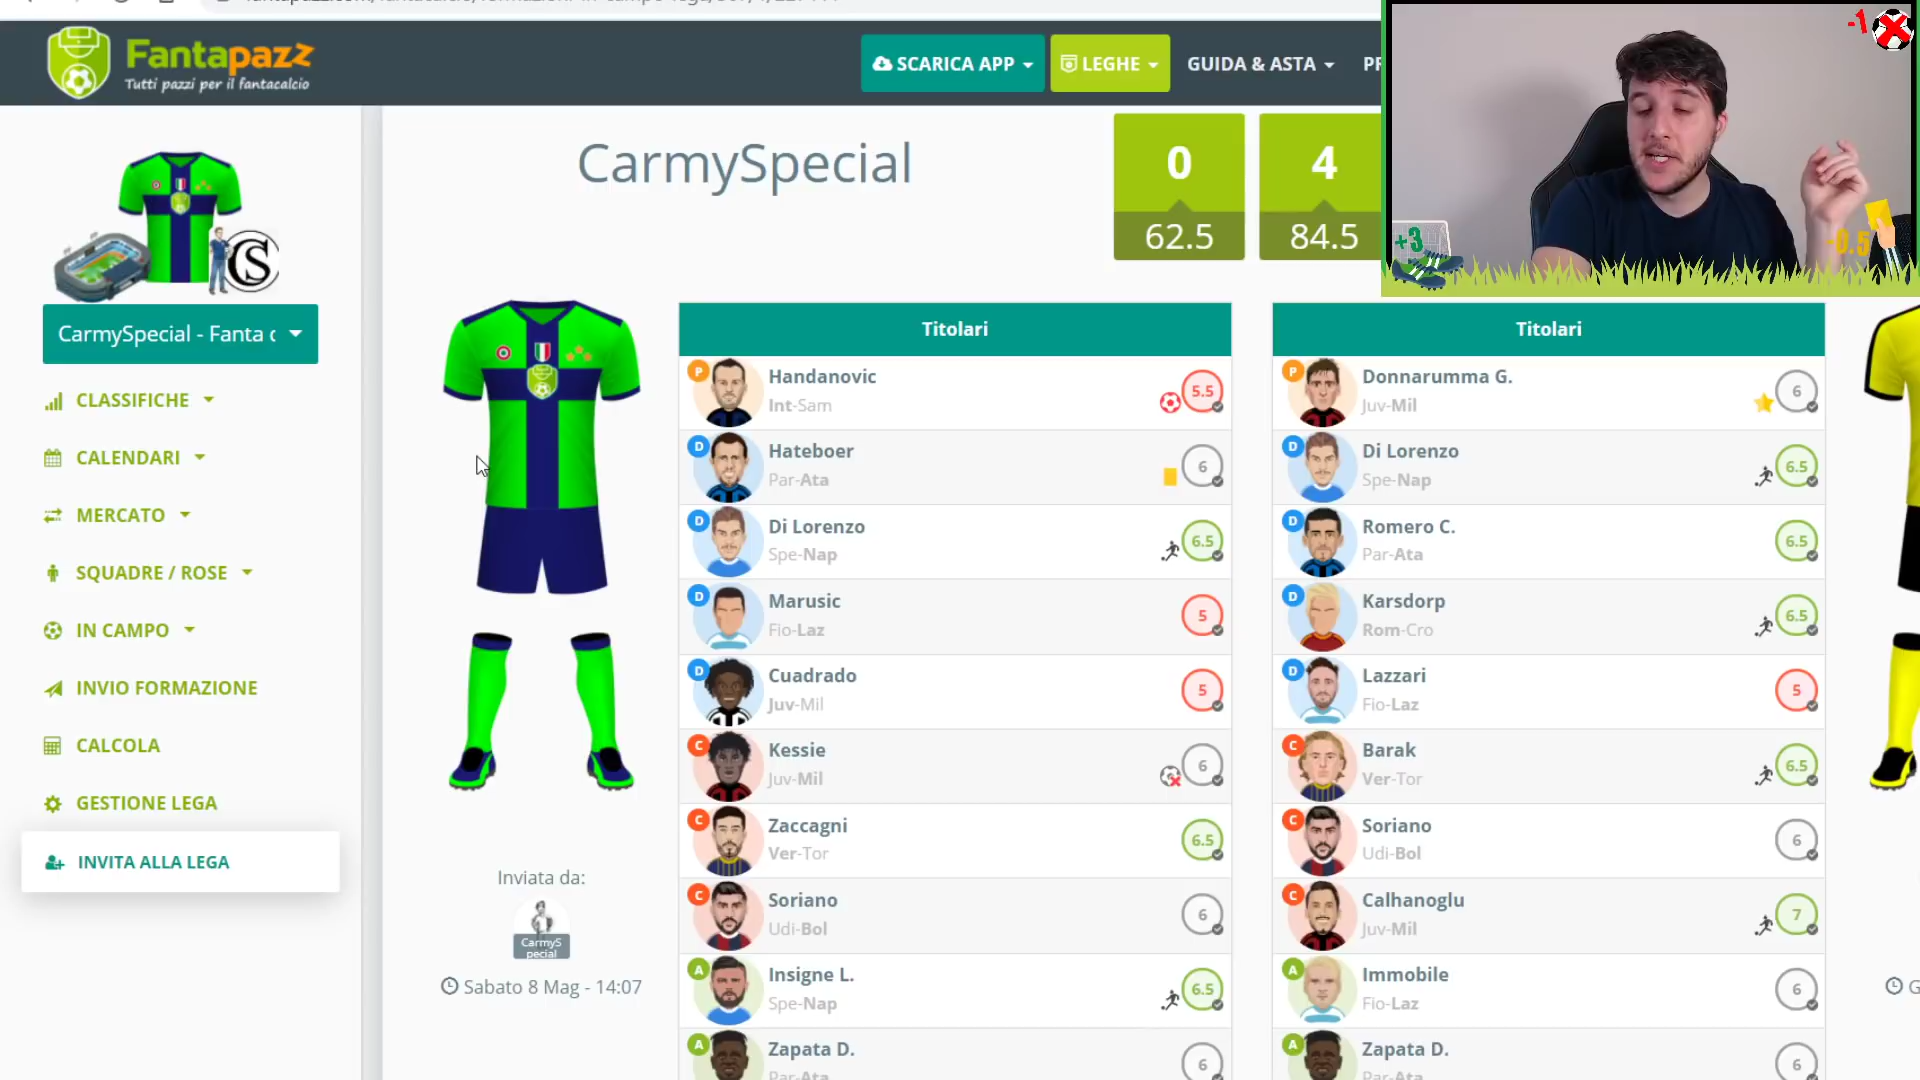 Fantapazz
Tutti pazzi per il fantacalcio
SCARICA APP
LEGHE
GUIDA & ASTA
-1
+3
-0.5
CarmySpecial
0
62.5
4
84.5
CarmySpecial - Fanta
CLASSIFICHE
CALENDARI
MERCATO
SQUADRE / ROSE
IN CAMPO
INVIO FORMAZIONE
CALCOLA
GESTIONE LEGA
INVITA ALLA LEGA
Inviata da:
CarmyS
pecial
Sabato 8 Mag - 14:07
Titolari
P Handanovic 5.5
Int-Sam
D Hateboer 6
Par-Ata
D Di Lorenzo 6.5
Spe-Nap
D Marusic 5
Fio-Laz
D Cuadrado 5
Juv-Mil
C Kessie 6
Juv-Mil
C Zaccagni 6.5
Ver-Tor
C Soriano 6
Udi-Bol
A Insigne L. 6.5
Spe-Nap
A Zapata D. 6
Par-Ata
Titolari
P Donnarumma G. 6
Juv-Mil
D Di Lorenzo 6.5
Spe-Nap
D Romero C. 6.5
Par-Ata
D Karsdorp 6.5
Rom-Cro
D Lazzari 5
Fio-Laz
C Barak 6.5
Ver-Tor
C Soriano 6
Udi-Bol
C Calhanoglu 7
Juv-Mil
A Immobile 6
Fio-Laz
A Zapata D. 6
Par-Ata